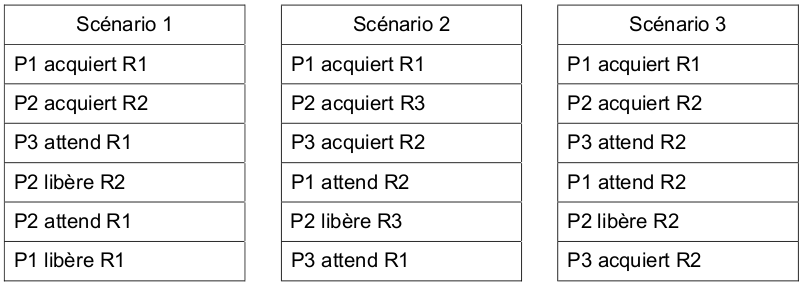 Scénario 1
P1 acquiert R1
P2 acquiert R2
P3 attend R1
P2 libère R2
P2 attend R1
P1 libère R1
Scénario 2
P1 acquiert R1
P2 acquiert R3
P3 acquiert R2
P1 attend R2
P2 libère R3
P3 attend R1
Scénario 3
P1 acquiert R1
P2 acquiert R2
P3 attend R2
P1 attend R2
P2 libère R2
P3 acquiert R2